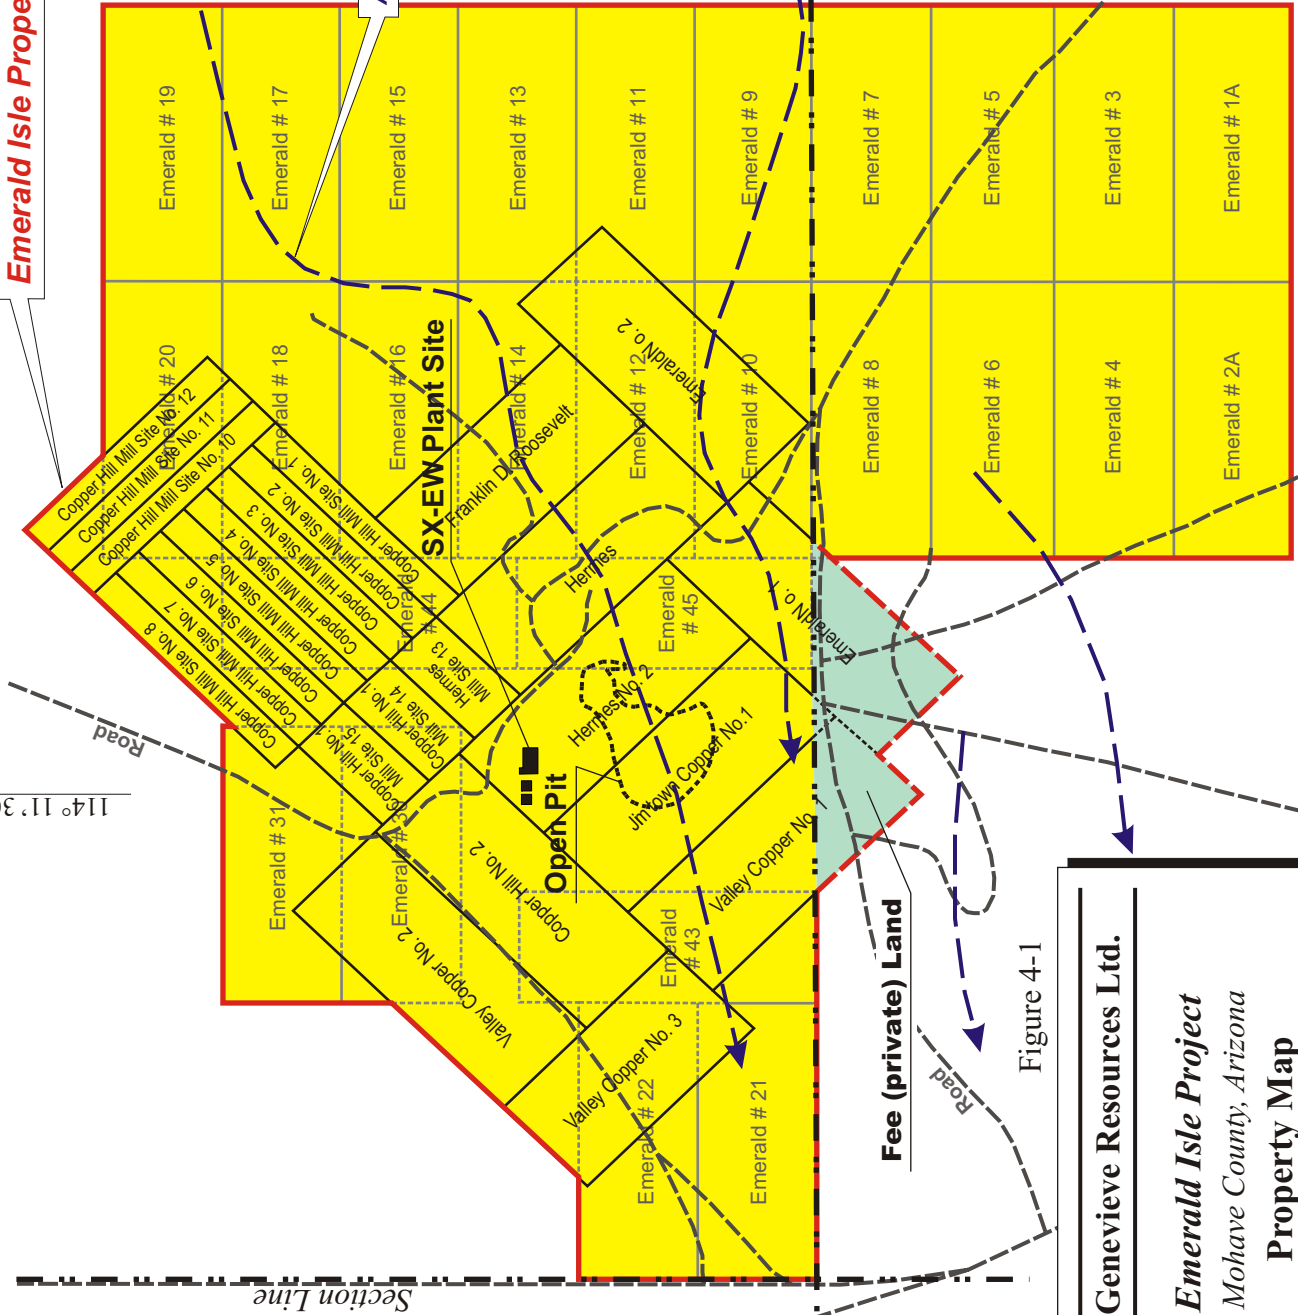 Emerald Isle Prope
Emerald # 19
Emerald # 17
Emerald # 15
Emerald # 13
Emerald # 11
Emerald # 9
Emerald # 7
Emerald # 5
Emerald # 3
Emerald # 1A
Emerald # 20
Emerald # 18
Emerald # 16
Emerald # 14
Emerald # 12
Emerald # 10
Emerald # 8
Emerald # 6
Emerald # 4
Emerald # 2A
Copper Hill Mill Site No. 12
Copper Hill Mill Site No. 11
Copper Hill Mill Site No. 10
Copper Hill Mill Site No. 1
Copper Hill Mill Site No. 2
Copper Hill Mill Site No. 3
Copper Hill Mill Site No. 4
Copper Hill Mill Site No. 5
Copper Hill Mill Site No. 6
Copper Hill Mill Site No. 7
Copper Hill Mill Site No. 8
SX-EW Plant Site
Franklin D. Roosevelt
EmeraldN o. 2
Hermes
Emerald
# 44
Emerald
# 45
EmeraldN o. 1
Hermes
Mill Site 13
Copper Hill No. 1
Mill Site 14
Copper Hill No. 1
Mill Site 15
Hermes No. 2
Jimtown Copper No.1
Open Pit
Copper Hill No. 2
Valley Copper No. 1
Emerald # 31
Emerald # 30
Emerald
# 43
Valley Copper No. 2
Valley Copper No. 3
Emerald # 22
Emerald # 21
Road
114° 11' 30
Section Line
Fee (private) Land
Road
Figure 4-1
Genevieve Resources Ltd.
Emerald Isle Project
Mohave County, Arizona
Property Map